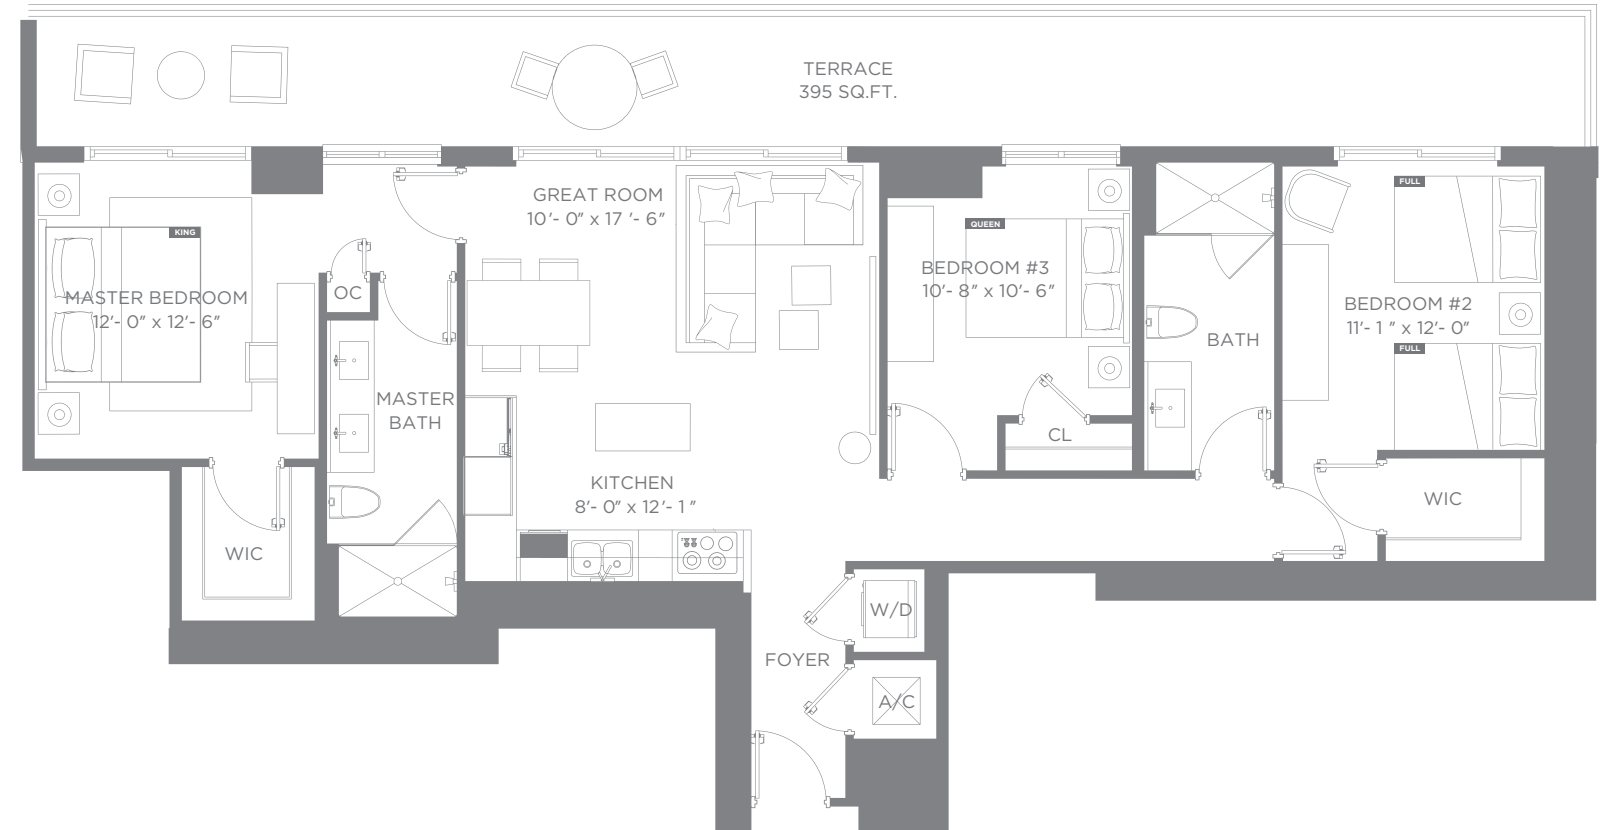 TERRACE
395 SQ.FT.
GREAT ROOM
10'- 0" x 17 '- 6"
KING
MASTER BEDROOM
12'- 0" x 12'- 6"
OC
MASTER
BATH
WIC
KITCHEN
8'- 0" x 12'- 1 "
QUEEN
BEDROOM #3
10'- 8" x 10'- 6"
CL
BATH
FULL
BEDROOM #2
11'- 1 " x 12'- 0"
FULL
WIC
W/D
FOYER
A/C